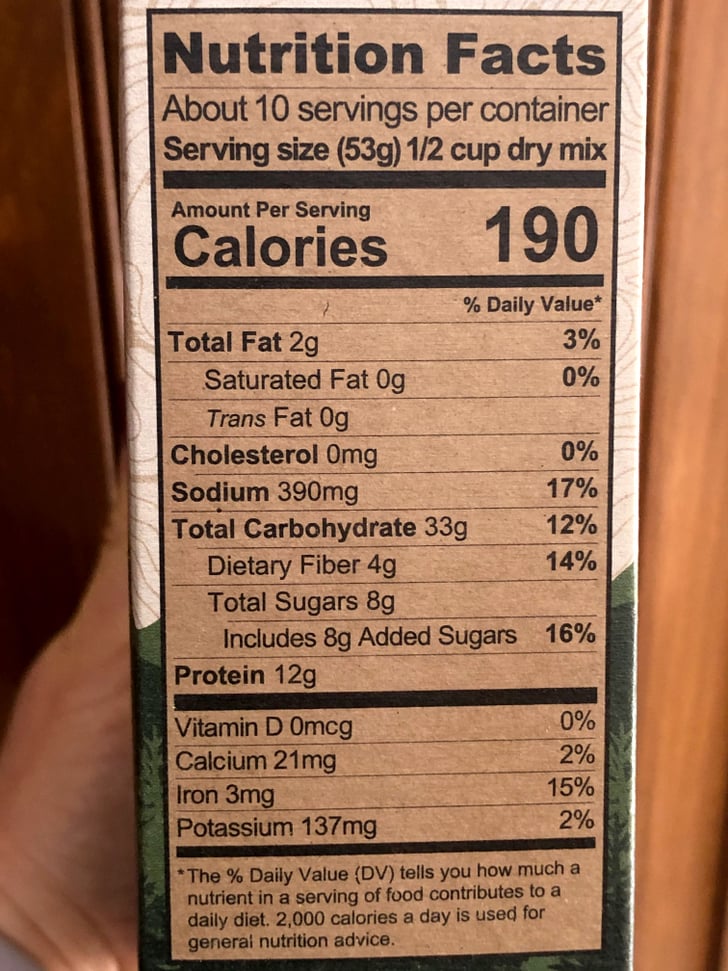 Nutrition Facts
About 10 servings per container
Serving size (53g) 1/2 cup dry mix
Amount Per Serving
Calories 190
% Daily Value*
Total Fat 2g 3%
Saturated Fat 0g 0%
Trans Fat 0g
Cholesterol 0mg 0%
Sodium 390mg 17%
Total Carbohydrate 33g 12%
Dietary Fiber 4g 14%
Total Sugars 8g
Includes 8g Added Sugars 16%
Protein 12g
Vitamin D 0mcg 0%
Calcium 21mg 2%
Iron 3mg 15%
Potassium 137mg 2%
*The % Daily Value (DV) tells you how much a
nutrient in a serving of food contributes to a
daily diet. 2,000 calories a day is used for
general nutrition advice.